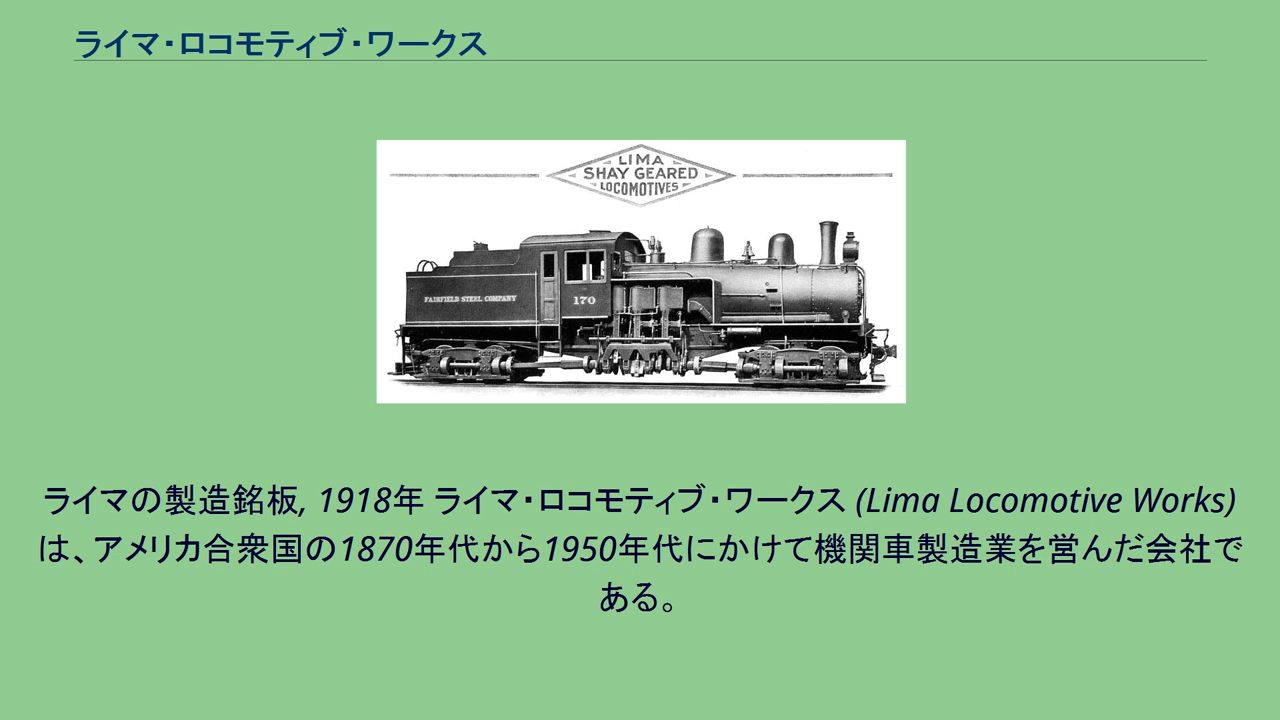 ライマ・ロコモティブ・ワークス
LIMA
SHAY GEARED
LOCOMOTIVES
FAIRFIELD STEEL COMPANY
170
ライマの製造銘板, 1918年 ライマ・ロコモティブ・ワークス (Lima Locomotive Works)
は、アメリカ合衆国の1870年代から1950年代にかけて機関車製造業を営んだ会社で
ある。